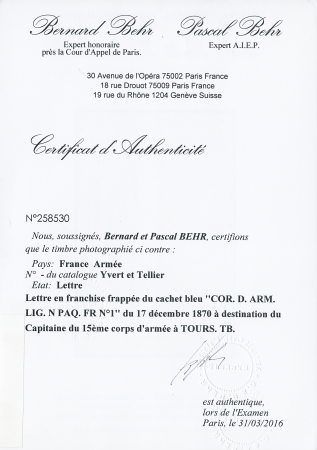 Bernard Behr Pascal Behr
Expert honoraire Expert A.I.E.P.
près la Cour d'Appel de Paris.
30 Avenue de l'Opéra 75002 Paris France
18 rue Drouot 75009 Paris France
19 rue du Rhône 1204 Genève Suisse
Certificat d'Authenticité
N°258530
Nous, soussignés, Bernard et Pascal BEHR, certifions
que le timbre photographié ci contre :
Pays: France Armée
N° - du catalogue Yvert et Tellier
Etat: Lettre
Lettre en franchise frappée du cachet bleu "COR. D. ARM.
LIG. N PAQ. FR N°1" du 17 décembre 1870 à destination du
Capitaine du 15ème corps d'armée à TOURS. TB.
est authentique,
lors de l'Examen
Paris, le 31/03/2016